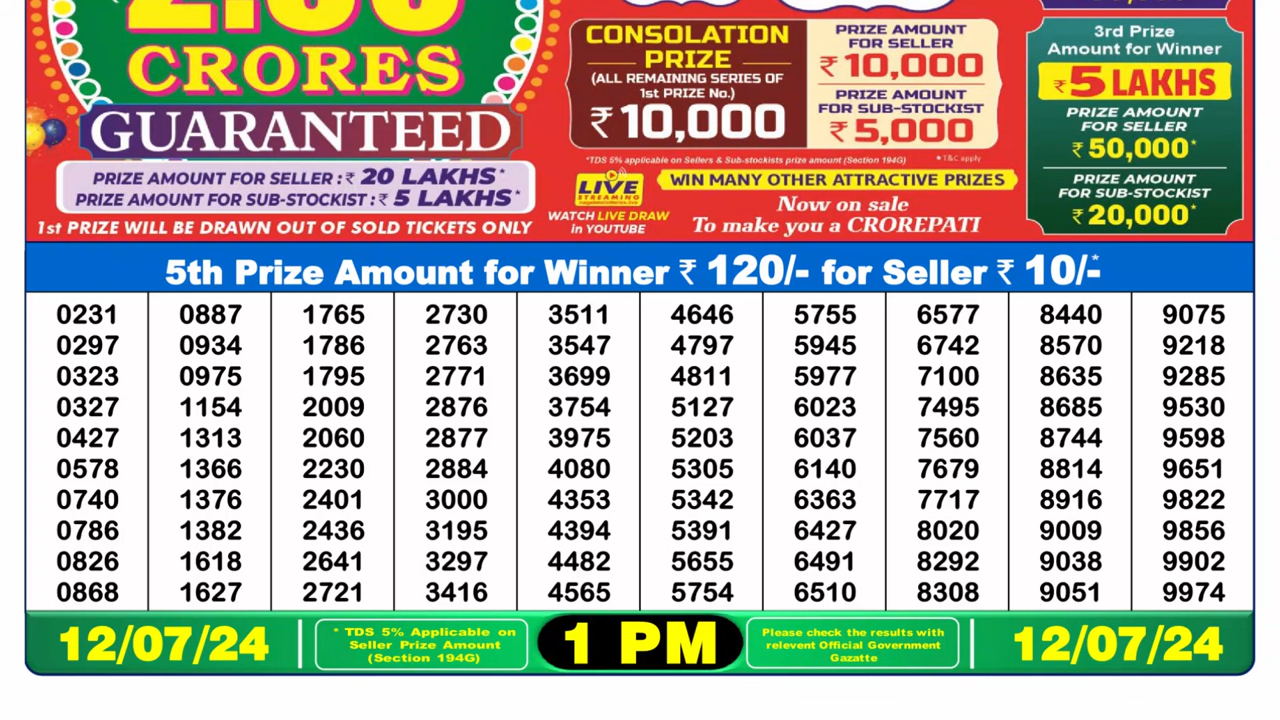 CRORES
GUARANTEED
PRIZE AMOUNT FOR SELLER :₹ 20 LAKHS*
PRIZE AMOUNT FOR SUB-STOCKIST :₹ 5 LAKHS*
1st PRIZE WILL BE DRAWN OUT OF SOLD TICKETS ONLY
CONSOLATION
PRIZE
(ALL REMAINING SERIES OF
1st PRIZE No.)
₹ 10,000
PRIZE AMOUNT
FOR SELLER
₹ 10,000
PRIZE AMOUNT
FOR SUB-STOCKIST
₹ 5,000
*TDS 5% applicable on Sellers & Sub-stockists prize amount (Section 194G)
* T&C apply
LIVE
STREAMING
WATCH LIVE DRAW
in YOUTUBE
WIN MANY OTHER ATTRACTIVE PRIZES
Now on sale
To make you a CROREPATI
3rd Prize
Amount for Winner
₹ 5 LAKHS
PRIZE AMOUNT
FOR SELLER
₹ 50,000*
PRIZE AMOUNT
FOR SUB-STOCKIST
₹ 20,000*
5th Prize Amount for Winner ₹ 120/- for Seller ₹ 10/-*
0231 0887 1765 2730 3511 4646 5755 6577 8440 9075
0297 0934 1786 2763 3547 4797 5945 6742 8570 9218
0323 0975 1795 2771 3699 4811 5977 7100 8635 9285
0327 1154 2009 2876 3754 5127 6023 7495 8685 9530
0427 1313 2060 2877 3975 5203 6037 7560 8744 9598
0578 1366 2230 2884 4080 5305 6140 7679 8814 9651
0740 1376 2401 3000 4353 5342 6363 7717 8916 9822
0786 1382 2436 3195 4394 5391 6427 8020 9009 9856
0826 1618 2641 3297 4482 5655 6491 8292 9038 9902
0868 1627 2721 3416 4565 5754 6510 8308 9051 9974
12/07/24
* TDS 5% Applicable on
Seller Prize Amount
(Section 194G)
1 PM
Please check the results with
relevent Official Government
Gazatte
12/07/24